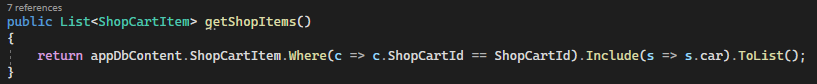 7 references
public List<ShopCartItem> getShopItems()
{
return appDbContent.ShopCartItem.Where(c => c.ShopCartId == ShopCartId).Include(s => s.car).ToList();
}